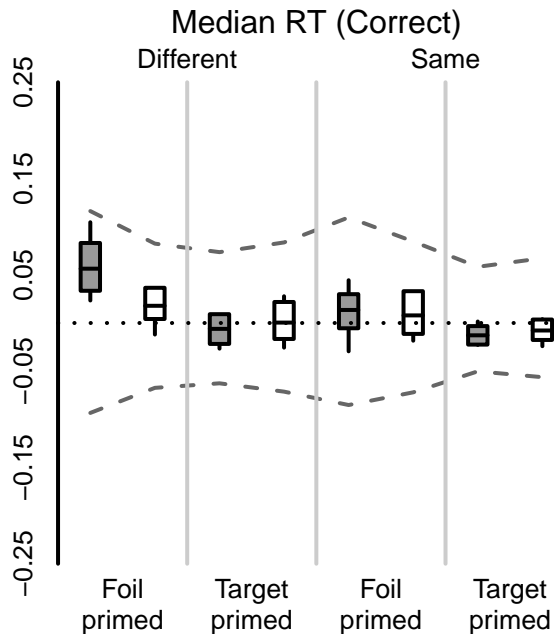 Median RT (Correct)
Different Same
0.25
0.15
0.05
−0.05
−0.15
−0.25
Foil primed
Target primed
Foil primed
Target primed